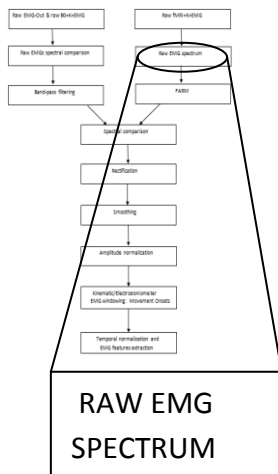 Raw EMG-Out & raw B0+K+EMG
Raw fMRI+K+EMG
Raw EMGs spectral comparison
Raw EMG spectrum
Band-pass filtering
FARM
Spectral comparison
Rectification
Smoothing
Amplitude normalization
Kinematic/Electrogoniometer
EMG windowing: Movement Onsets
Temporal normalization and
EMG features extraction
RAW EMG
SPECTRUM